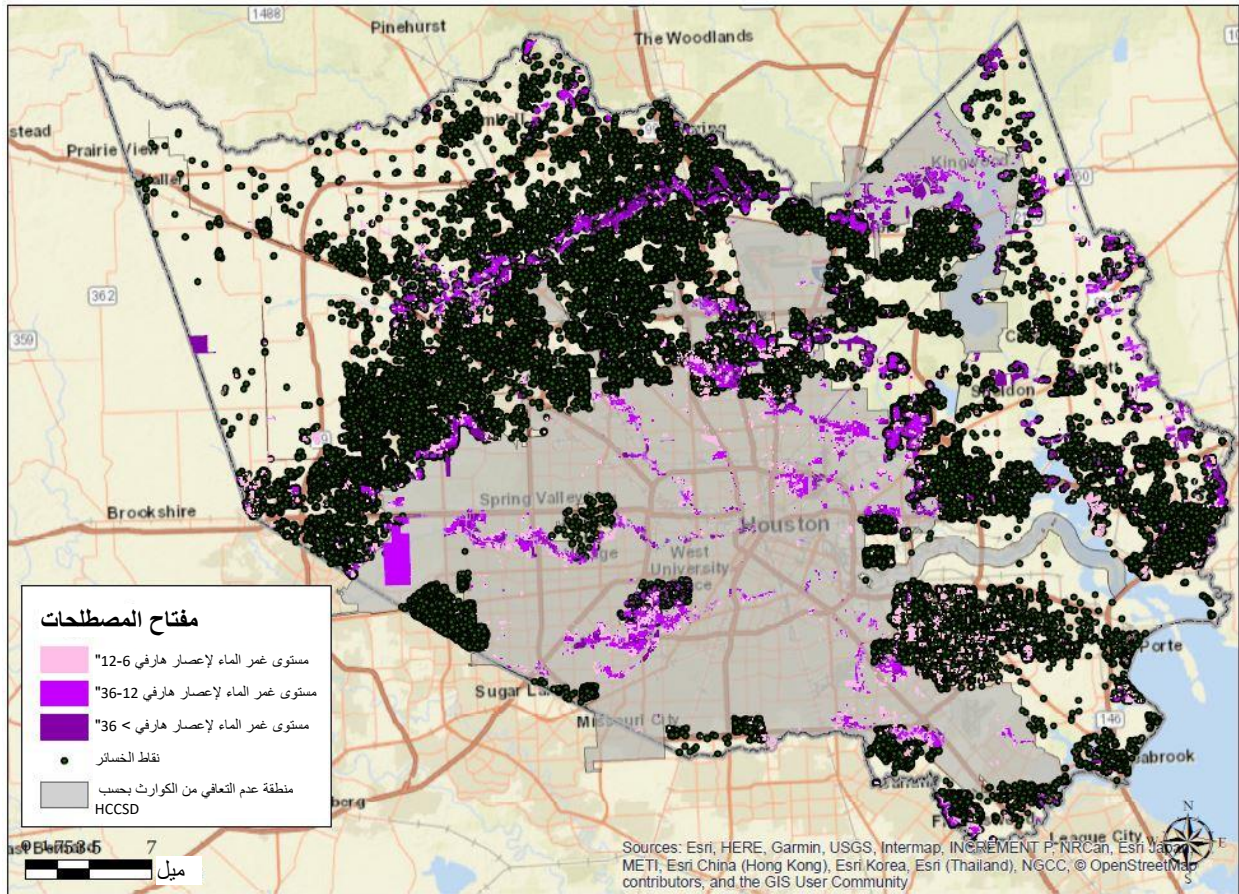 1488
Pinehurst
The Woodlands
Prairie View
Kingwood
362
359
Brookshire
Spring Valley
Houston
West
University
Sheldon
Sugar La
Missouri City
Porte
146
abrook
League City
مفتاح المصطلحات
مستوى غمر الماء لإعصار هارفي 6-12"
مستوى غمر الماء لإعصار هارفي 12-36"
مستوى غمر الماء لإعصار هارفي > 36"
نقاط الخسائر
منطقة عدم التعافي من الكوارث بحسب
HCCSD
7
ميل
N
E
S
Sources: Esri, HERE, Garmin, USGS, Intermap, INCREMENT P, NRCan, Esri Japan,
METI, Esri China (Hong Kong), Esri Korea, Esri (Thailand), NGCC, © OpenStreetMap
contributors, and the GIS User Community